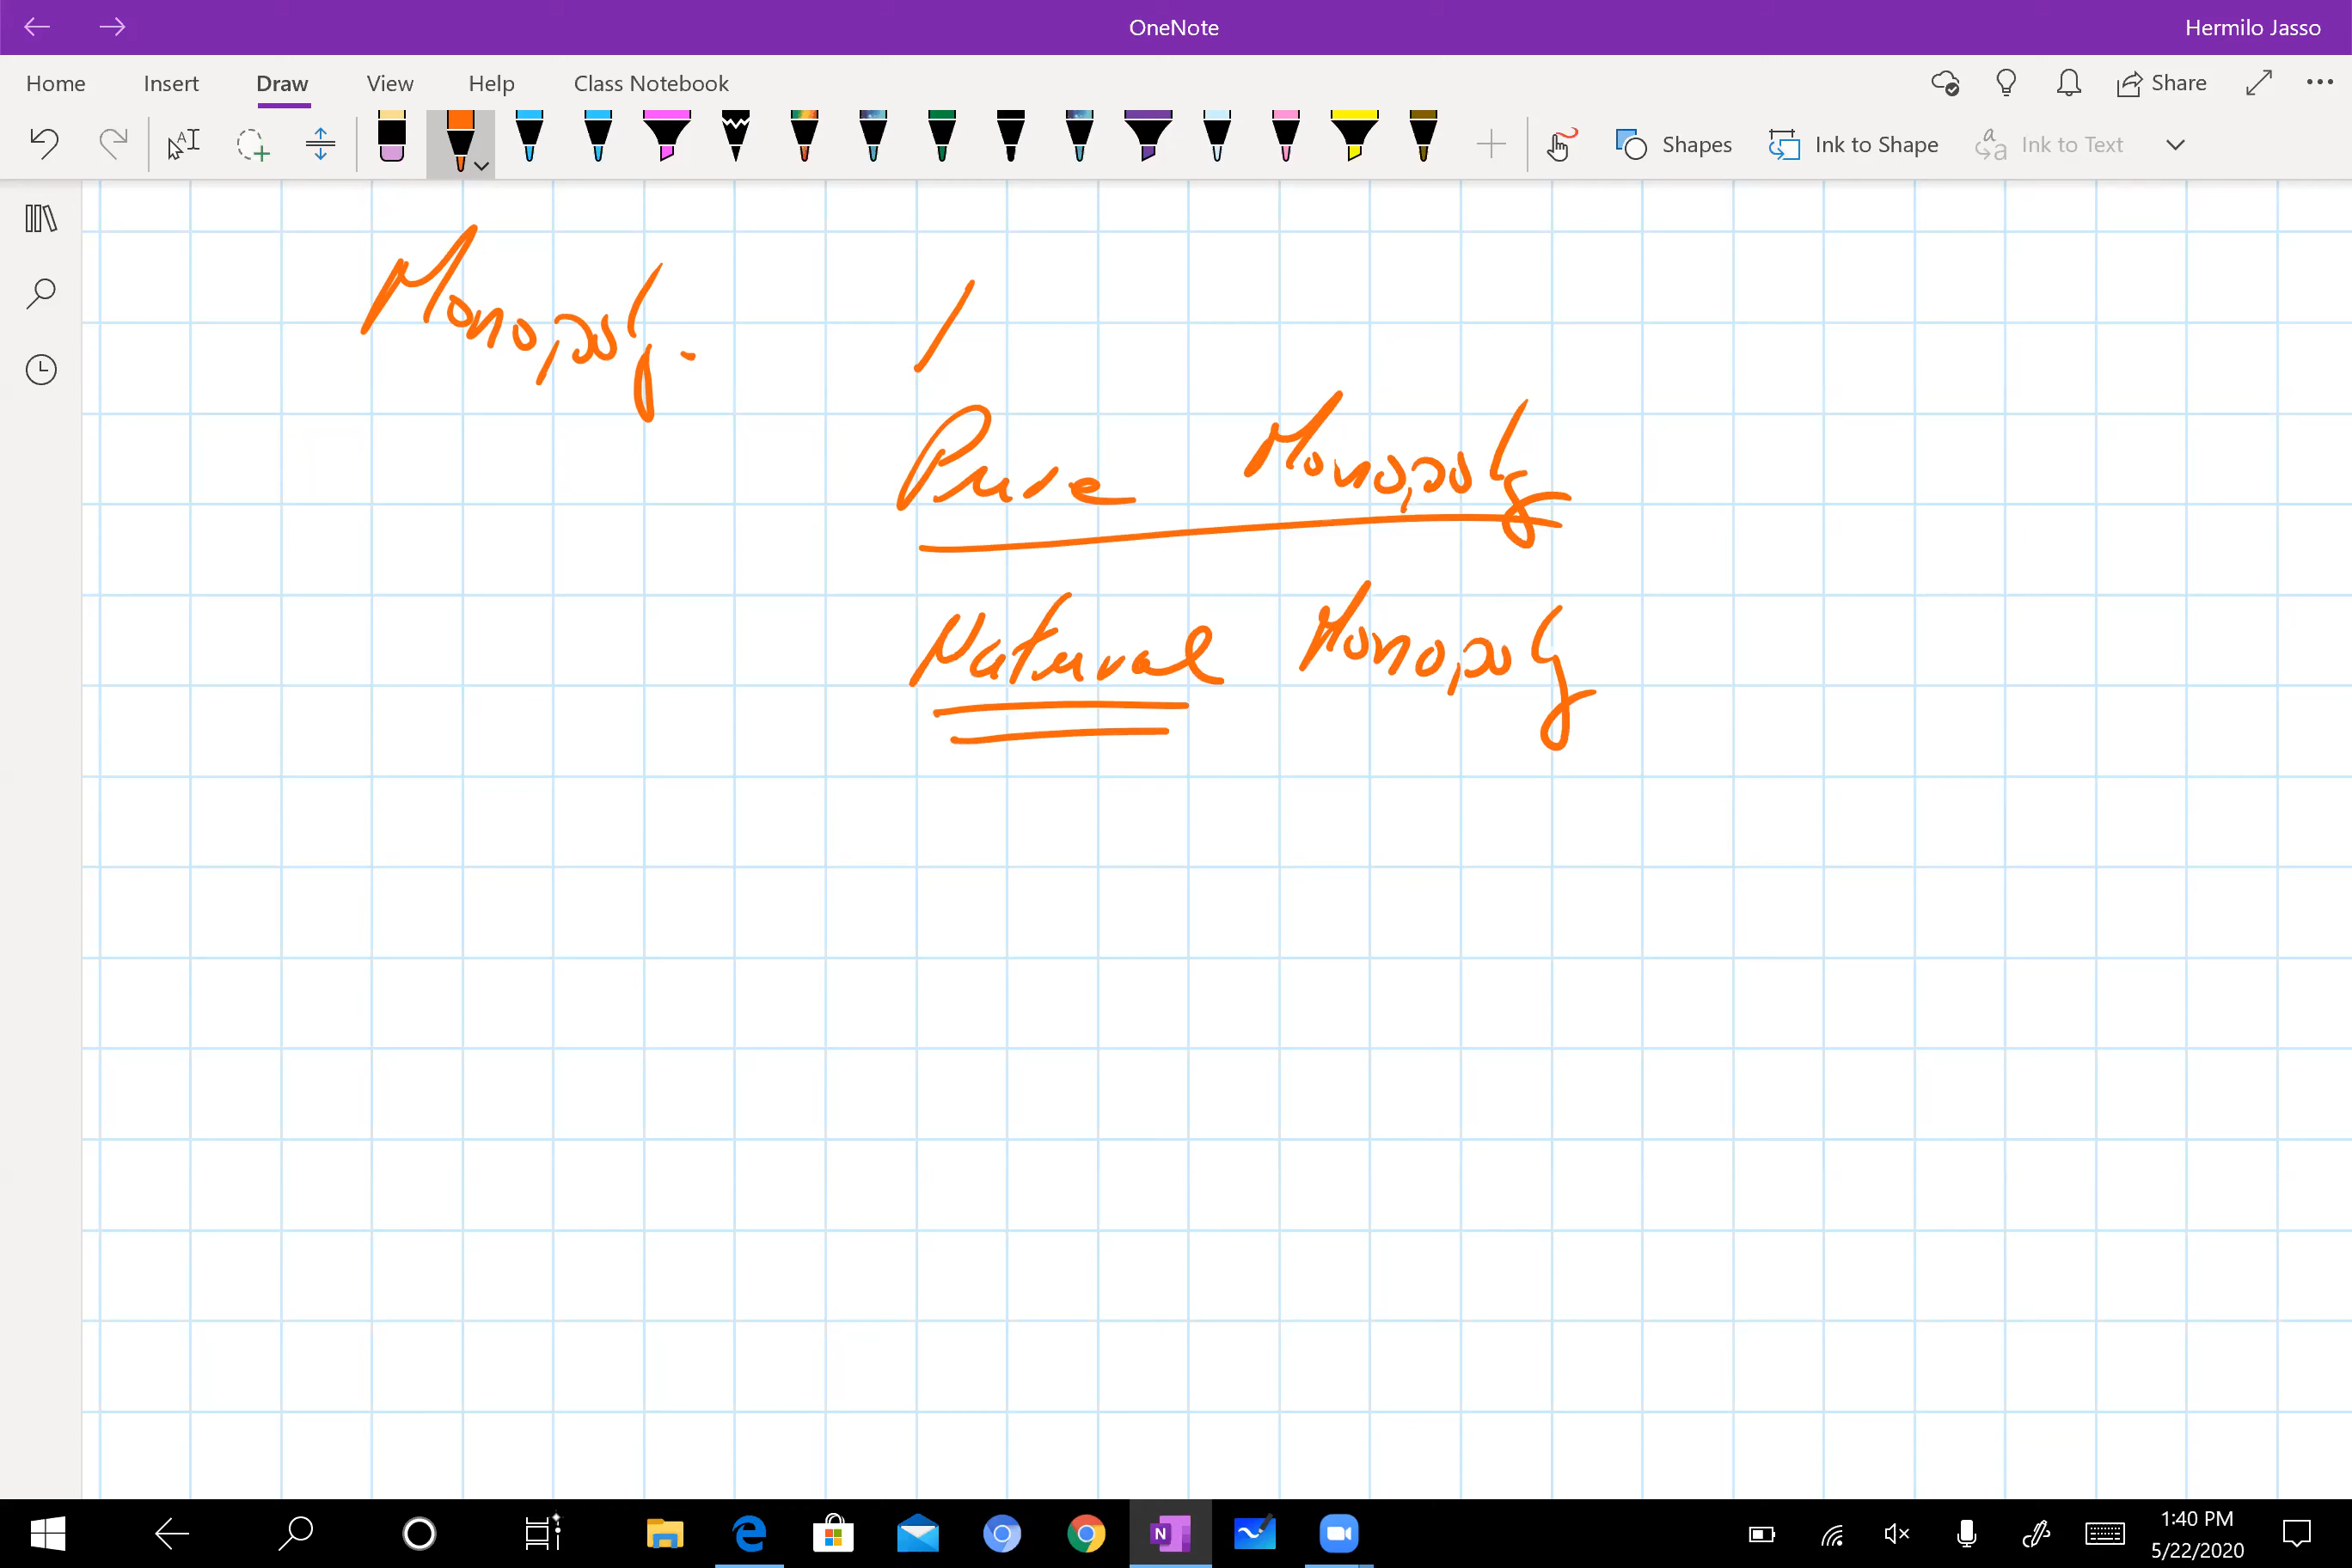 OneNote
Hermilo Jasso
Home Insert Draw View Help Class Notebook Share
Shapes Ink to Shape Ink to Text
Monopoly.
Pure Monopoly
Natural Monopoly
1:40 PM
5/22/2020